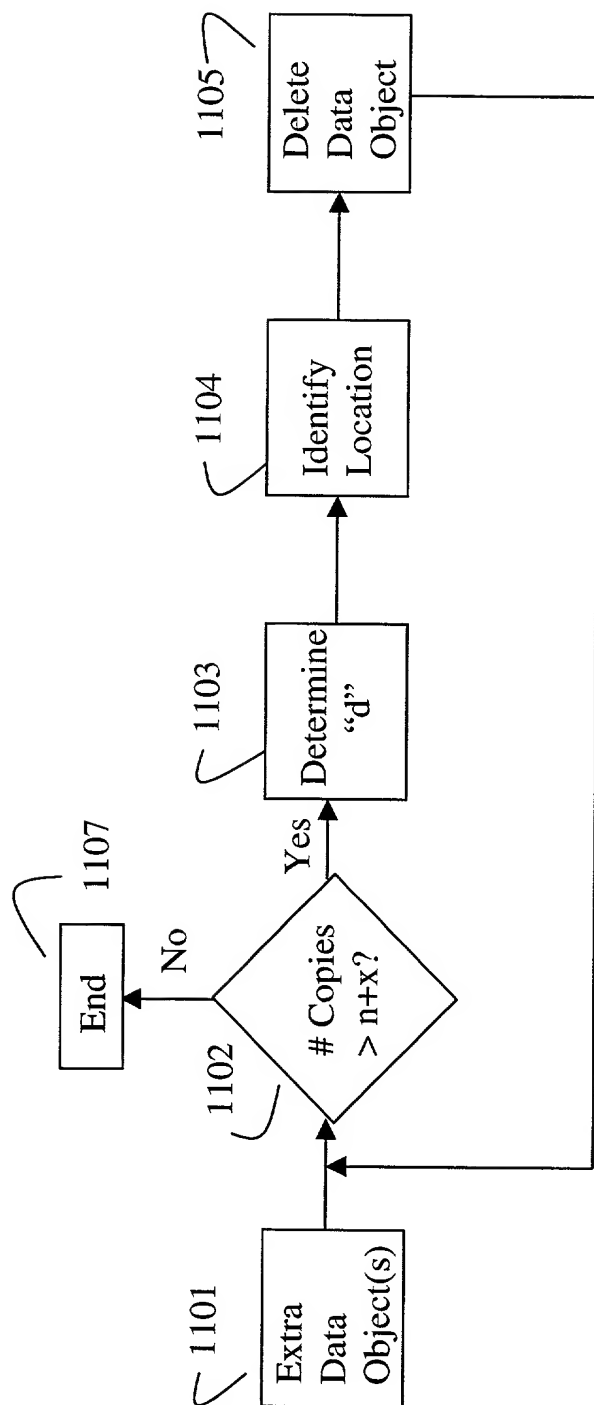 1101
Extra
Data
Object(s)
1102
# Copies
> n+x?
No
1107
End
Yes
1103
Determine
“d”
1104
Identify
Location
1105
Delete
Data
Object